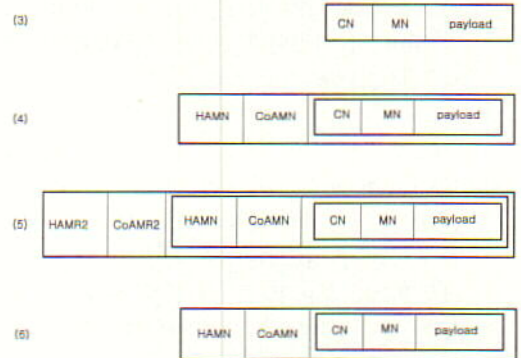 (3) CN MN payload
(4) HAMN CoAMN CN MN payload
(5) HAMR2 CoAMR2 HAMN CoAMN CN MN payload
(6) HAMN CoAMN CN MN payload